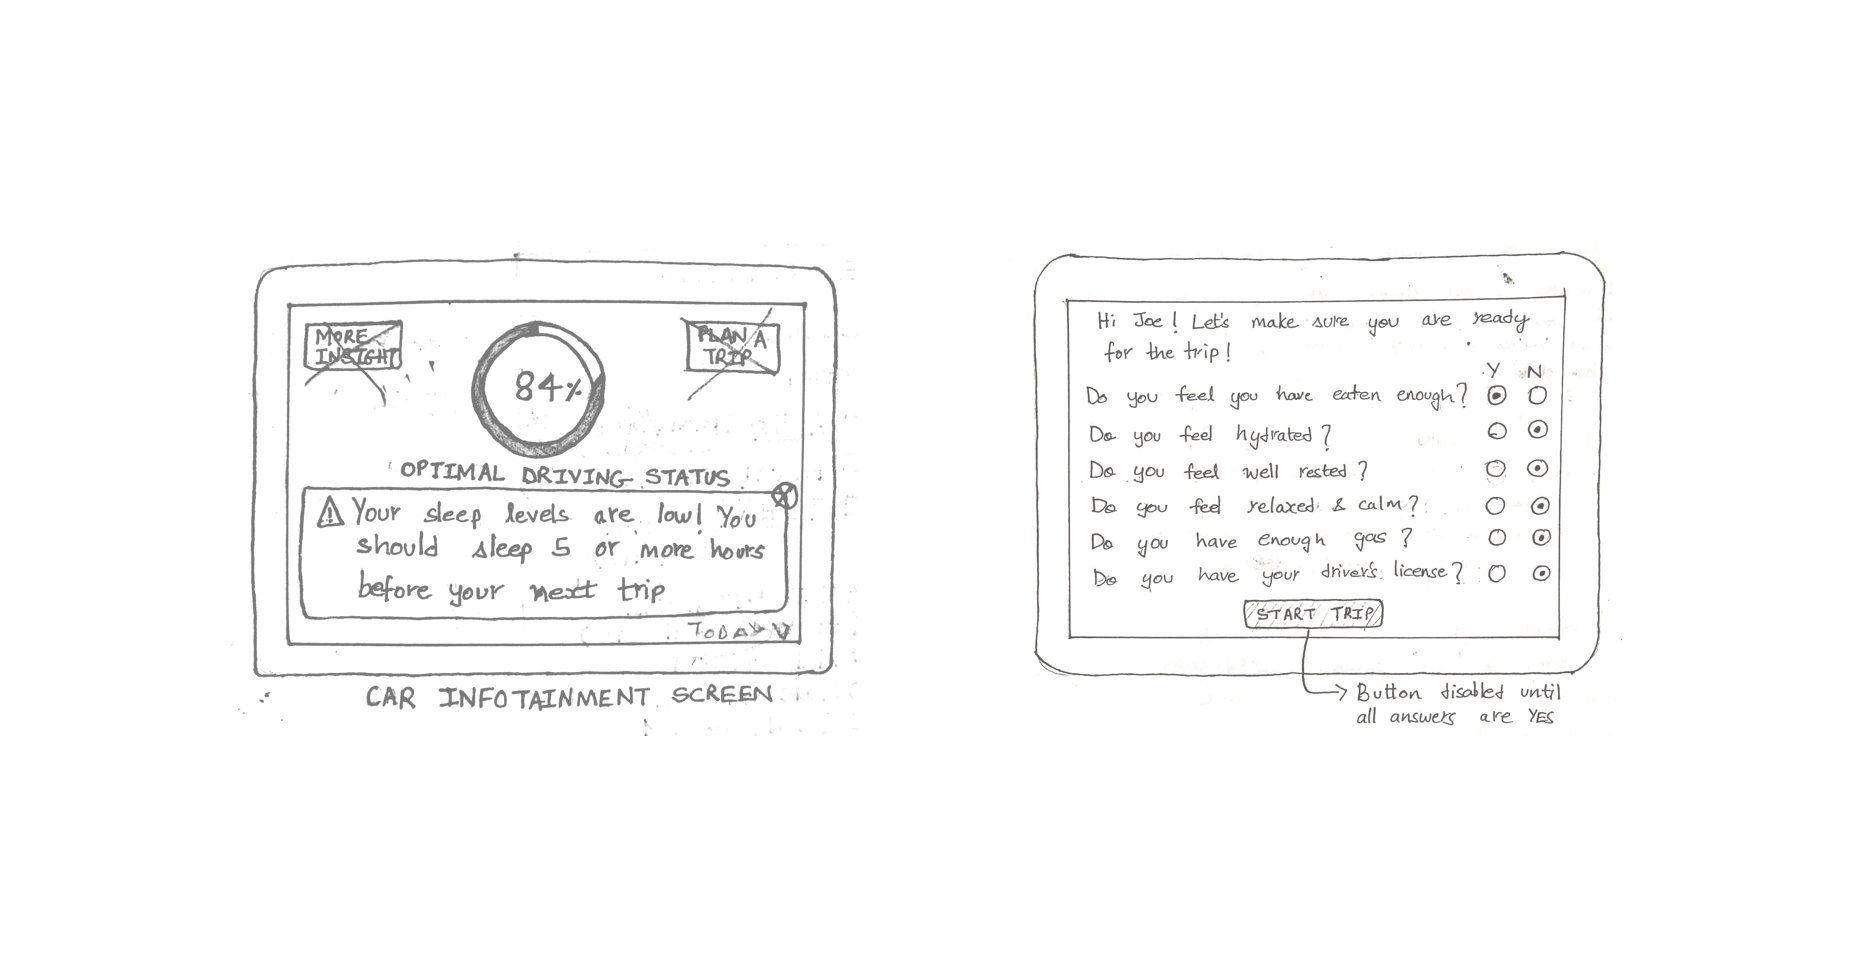 MORE
INSIGHT
84%
PLAN A
TRIP
OPTIMAL DRIVING STATUS
Your sleep levels are low! You
should sleep 5 or more hours
before your next trip
TODAY
CAR INFOTAINMENT SCREEN
Hi Joe! Let's make sure you are ready
for the trip!
Y N
Do you feel you have eaten enough?
Do you feel hydrated?
Do you feel well rested?
Do you feel relaxed & calm?
Do you have enough gas?
Do you have your driver's license?
START TRIP
Button disabled until
all answers are YES